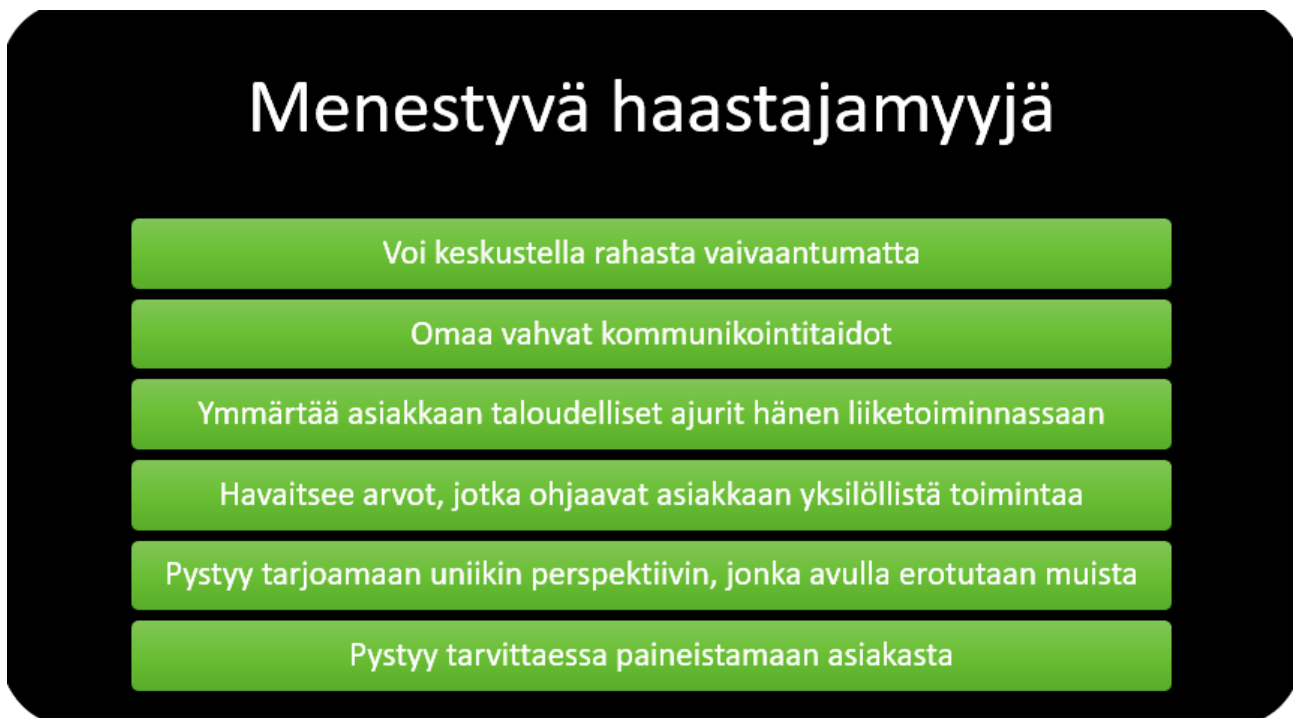 Menestyvä haastajamyyjä
Voi keskustella rahasta vaivaantumatta
Omaa vahvat kommunikointitaidot
Ymmärtää asiakkaan taloudelliset ajurit hänen liiketoiminnassaan
Havaitsee arvot, jotka ohjaavat asiakkaan yksilöllistä toimintaa
Pystyy tarjoamaan uniikin perspektiivin, jonka avulla erotutaan muista
Pystyy tarvittaessa paineistamaan asiakasta